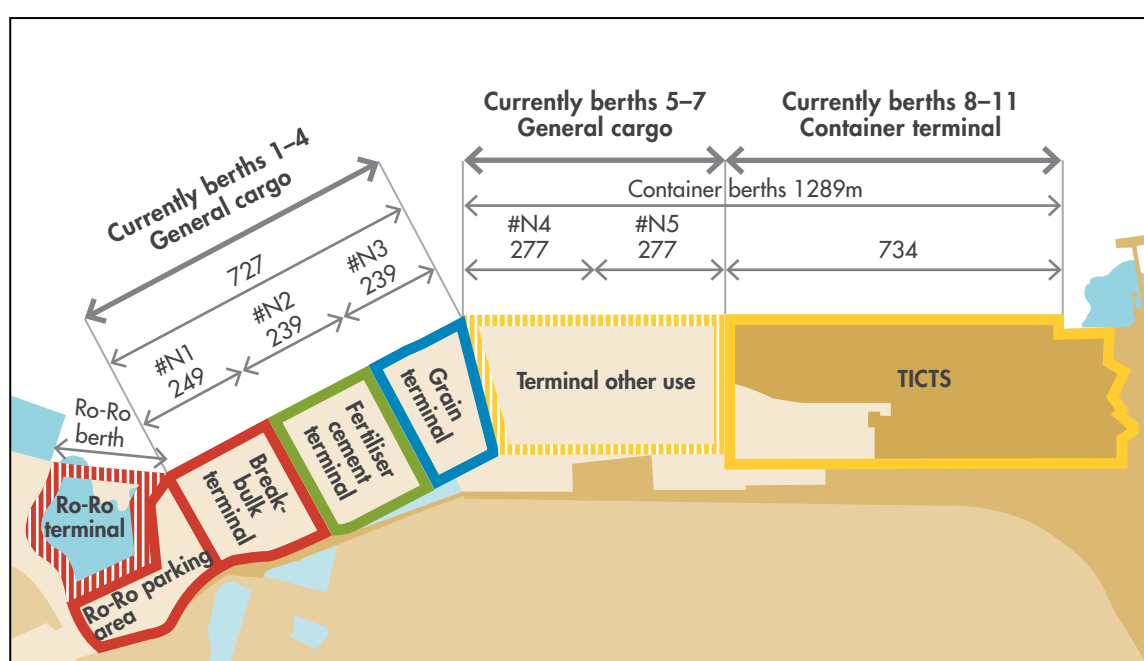 Currently berths 1–4
General cargo
727
#N1
249
#N2
239
#N3
239
Currently berths 5–7
General cargo
Currently berths 8–11
Container terminal
Container berths 1289m
#N4
277
#N5
277
734
Ro-Ro
berth
Ro-Ro
terminal
Ro-Ro parking
area
Break-
bulk
terminal
Fertiliser
cement
terminal
Grain
terminal
Terminal other use
TICTS